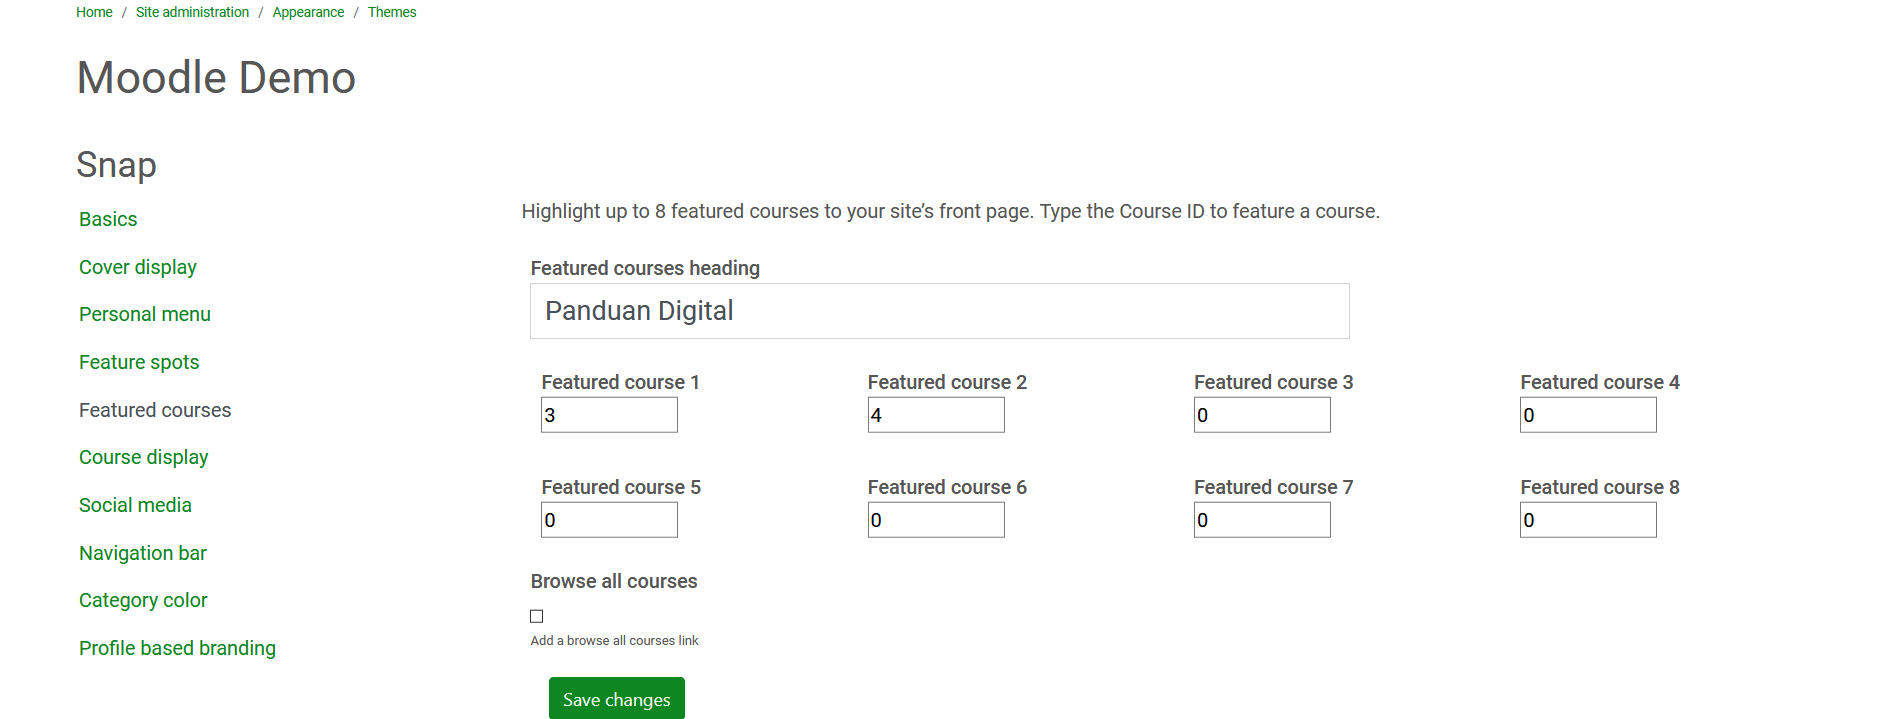 Home / Site administration / Appearance / Themes
Moodle Demo
Snap
Basics
Cover display
Personal menu
Feature spots
Featured courses
Course display
Social media
Navigation bar
Category color
Profile based branding
Highlight up to 8 featured courses to your site’s front page. Type the Course ID to feature a course.
Featured courses heading
Panduan Digital
Featured course 1 Featured course 2 Featured course 3 Featured course 4
3 4 0 0
Featured course 5 Featured course 6 Featured course 7 Featured course 8
0 0 0 0
Browse all courses
Add a browse all courses link
Save changes